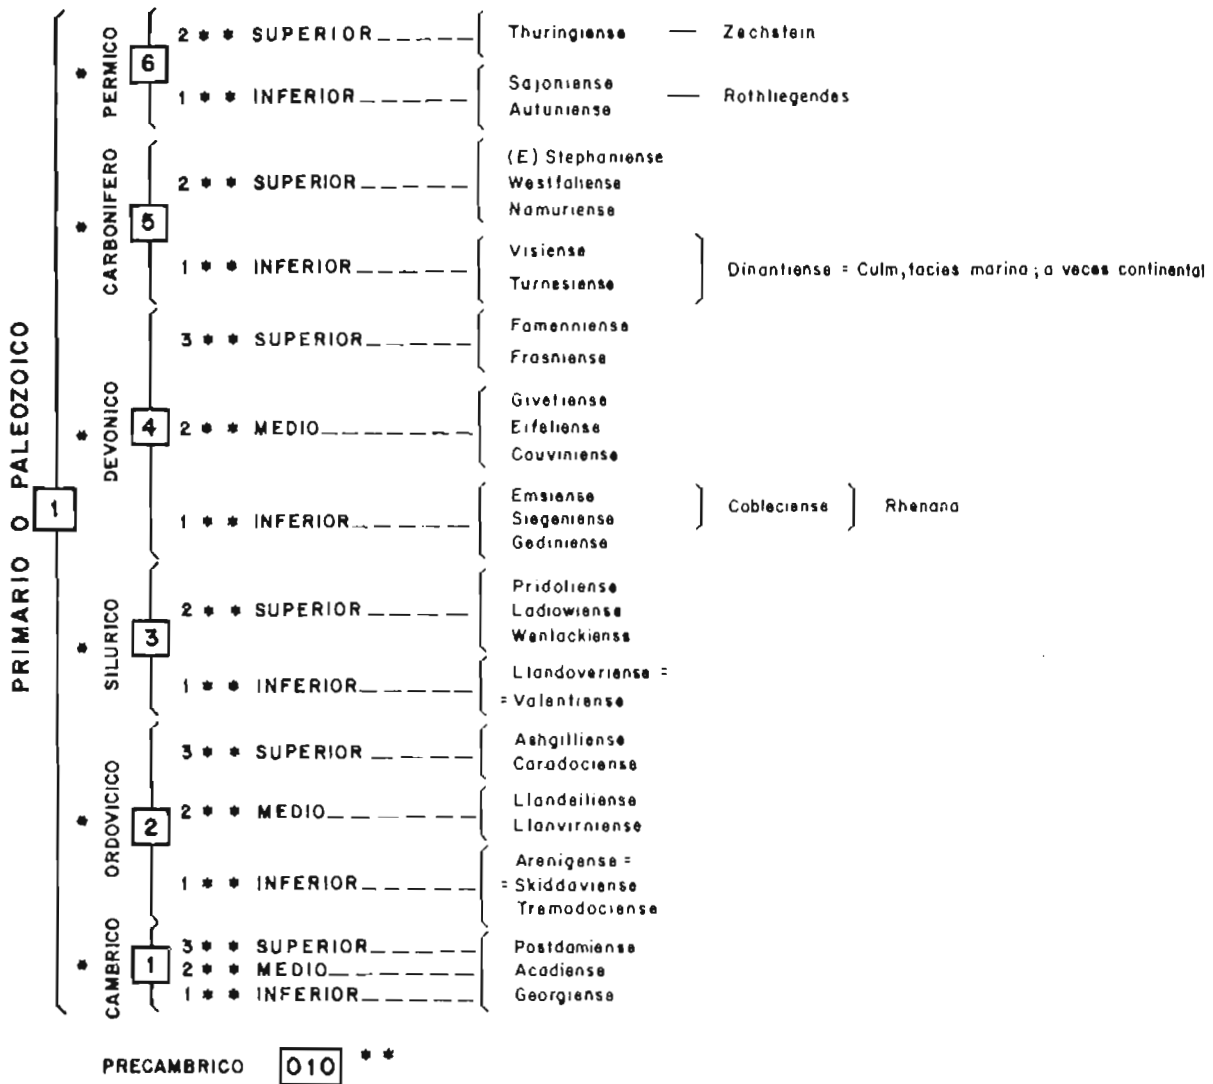 PRIMARIO O PALEOZOICO
1
* PERMICO
6
2 * * SUPERIOR
Thuringiense — Zechstein
1 * * INFERIOR
Sajoniense
Autuniense
— Rothliegendes
* CARBONIFERO
5
2 * * SUPERIOR
(E) Stephaniense
Westfaliense
Namuriense
1 * * INFERIOR
Visiense
Turnesiense
Dinantiense = Culm, facies marina; a veces continental
* DEVONICO
4
3 * * SUPERIOR
Famenniense
Frasniense
2 * * MEDIO
Givetiense
Eifeliense
Couviniense
1 * * INFERIOR
Emsiense
Siegeniense
Gediniense
Cobleciense
Rhenana
* SILURICO
3
2 * * SUPERIOR
Pridoliense
Ladlowiense
Wenlackiense
1 * * INFERIOR
Llandoveriense =
= Valentiense
* ORDOVICICO
2
3 * * SUPERIOR
Ashgilliense
Caradociense
2 * * MEDIO
Llandeiliense
Llanvirniense
1 * * INFERIOR
Arenigense =
= Skiddaviense
Tremadociense
* CAMBRICO
1
3 * * SUPERIOR
Postdamiense
2 * * MEDIO
Acadiense
1 * * INFERIOR
Georgiense
PRECAMBRICO 010 * *